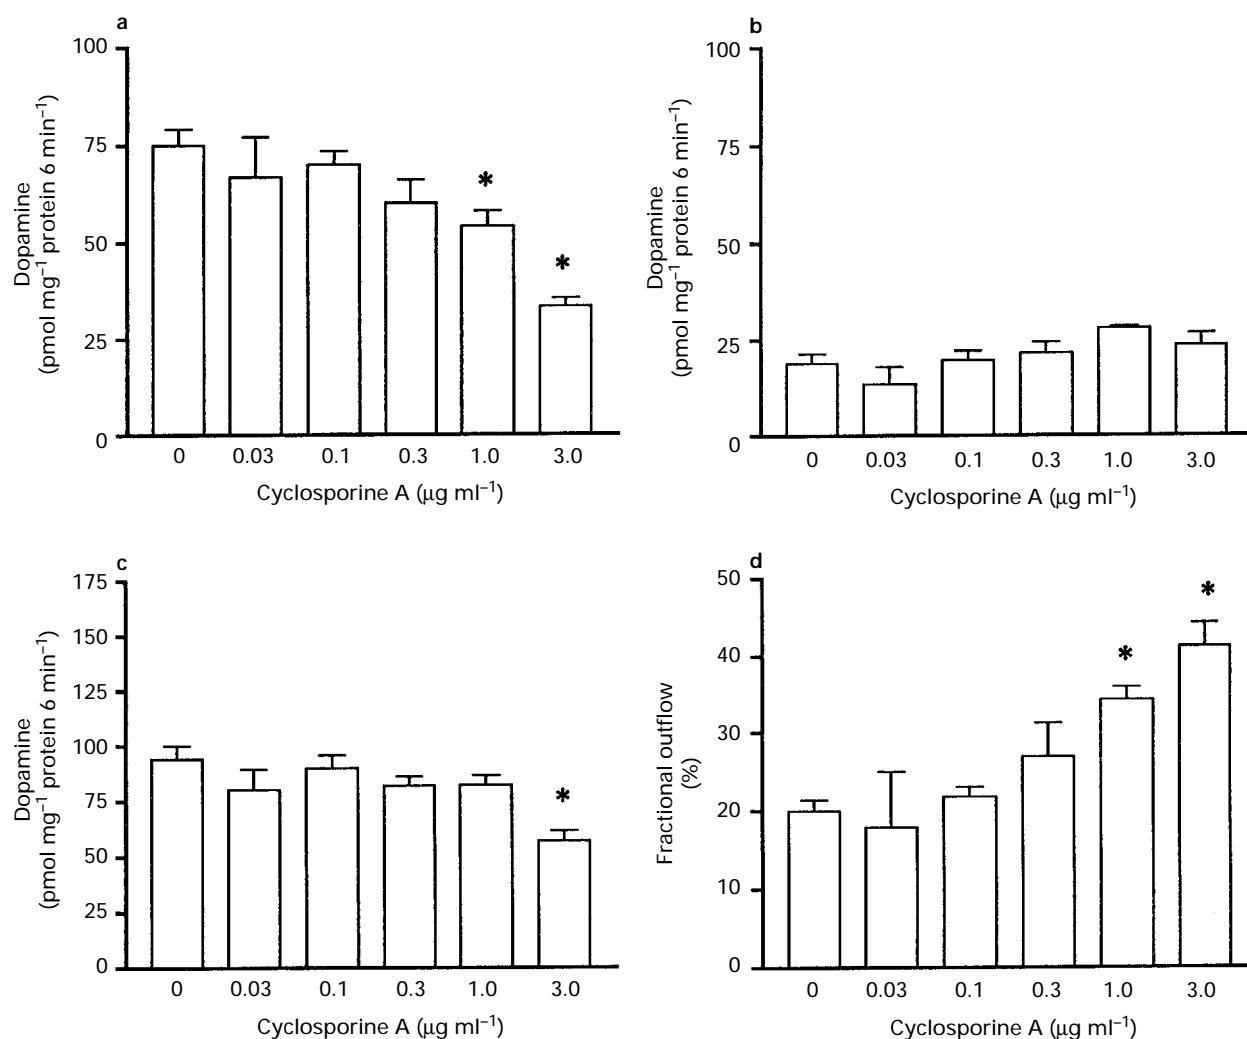 a
100
75
50
25
0
Dopamine
(pmol mg⁻¹ protein 6 min⁻¹)
0 0.03 0.1 0.3 1.0 3.0
Cyclosporine A (μg ml⁻¹)
*
*
b
100
75
50
25
0
Dopamine
(pmol mg⁻¹ protein 6 min⁻¹)
0 0.03 0.1 0.3 1.0 3.0
Cyclosporine A (μg ml⁻¹)
c
175
150
125
100
75
50
25
0
Dopamine
(pmol mg⁻¹ protein 6 min⁻¹)
*
0 0.03 0.1 0.3 1.0 3.0
Cyclosporine A (μg ml⁻¹)
d
50
40
30
20
10
0
Fractional outflow
(%)
*
*
0 0.03 0.1 0.3 1.0 3.0
Cyclosporine A (μg ml⁻¹)